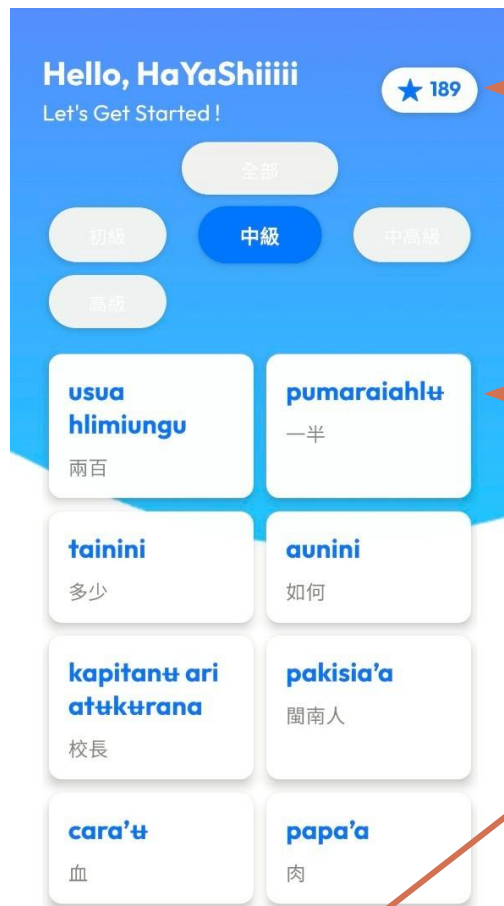 Hello, HaYaShiiiii
★ 189
Let's Get Started !
全部
初級
中級
中高級
高級
usua
hlimiungu
兩百
pumaraiahlʉ
一半
tainini
多少
aunini
如何
kapitanʉ ari
atʉkʉrana
校長
pakisia’a
閩南人
cara’ʉ
血
papa’a
肉